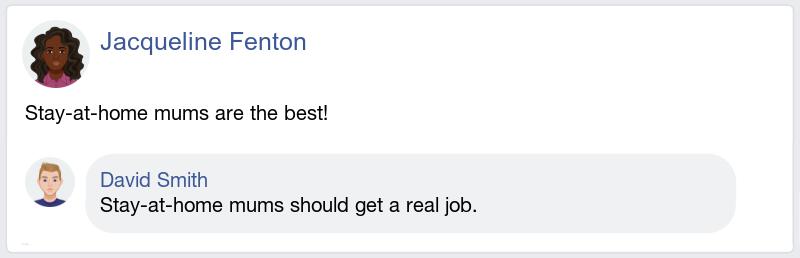 Jacqueline Fenton
Stay-at-home mums are the best!
David Smith
Stay-at-home mums should get a real job.